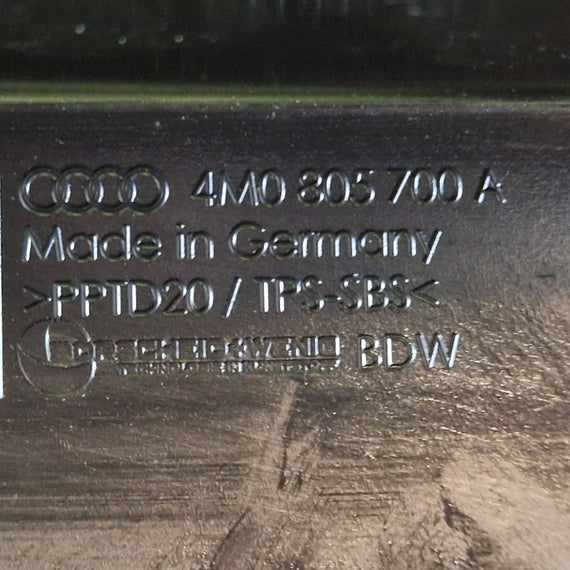 4M0 805 700 A
Made in Germany
>PPTD20 / TPS-SBS<
BDW